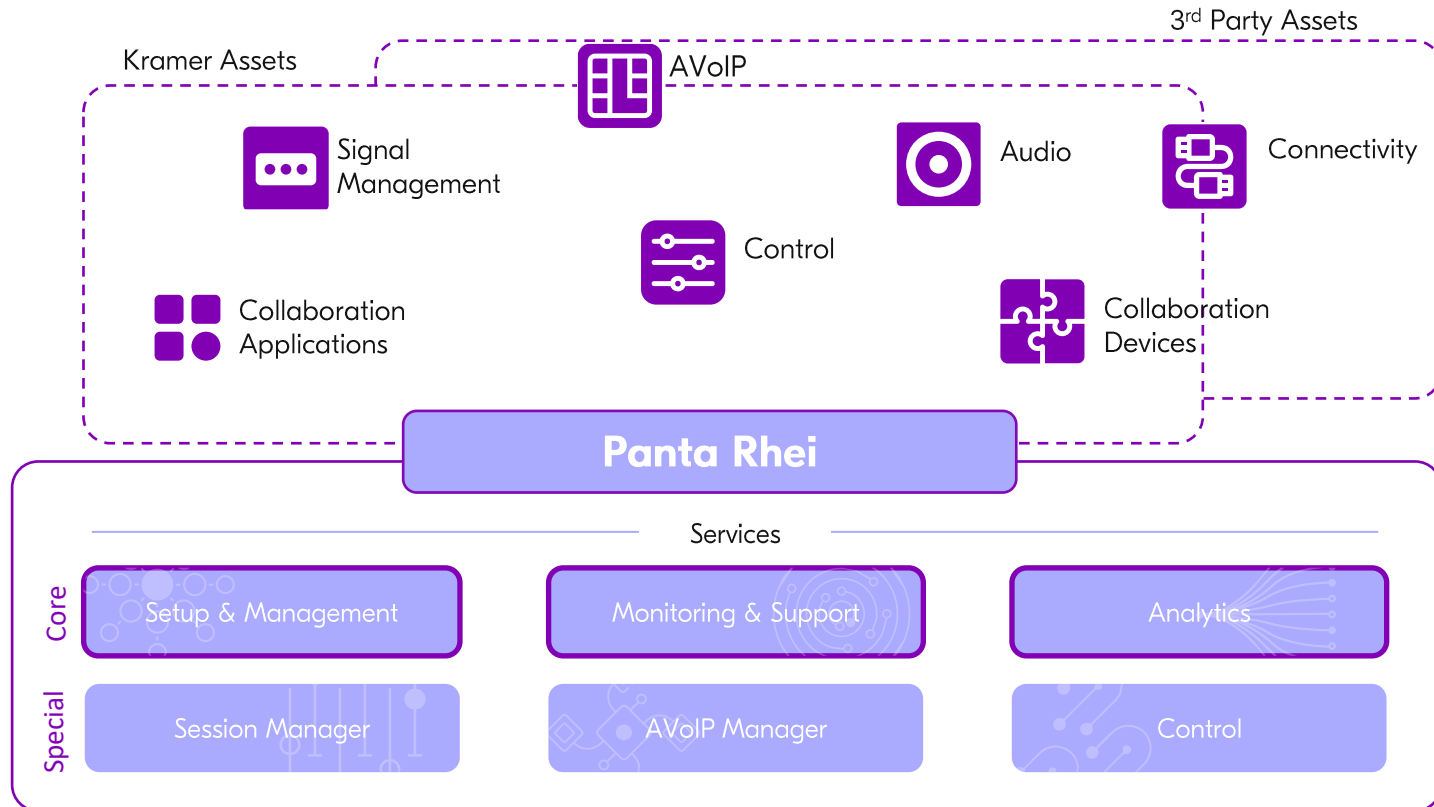 3rd Party Assets
Kramer Assets
AVoIP
Signal
Management
Audio
Connectivity
Control
Collaboration
Applications
Collaboration
Devices
Panta Rhei
Services
Core
Setup & Management
Monitoring & Support
Analytics
Special
Session Manager
AVoIP Manager
Control